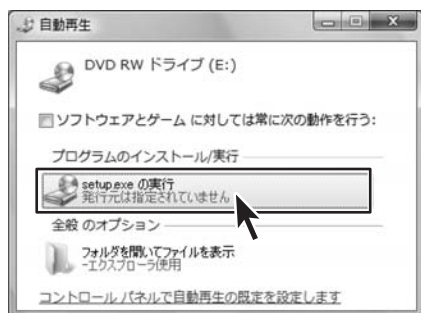 自動再生
DVD RW ドライブ (E:)
ソフトウェアとゲーム に対しては常に次の動作を行う:
プログラムのインストール/実行
setup.exe の実行
発行元は指定されていません
全般 のオプション
フォルダを開いてファイルを表示
-エクスプローラ使用
コントロール パネルで自動再生の既定を設定します